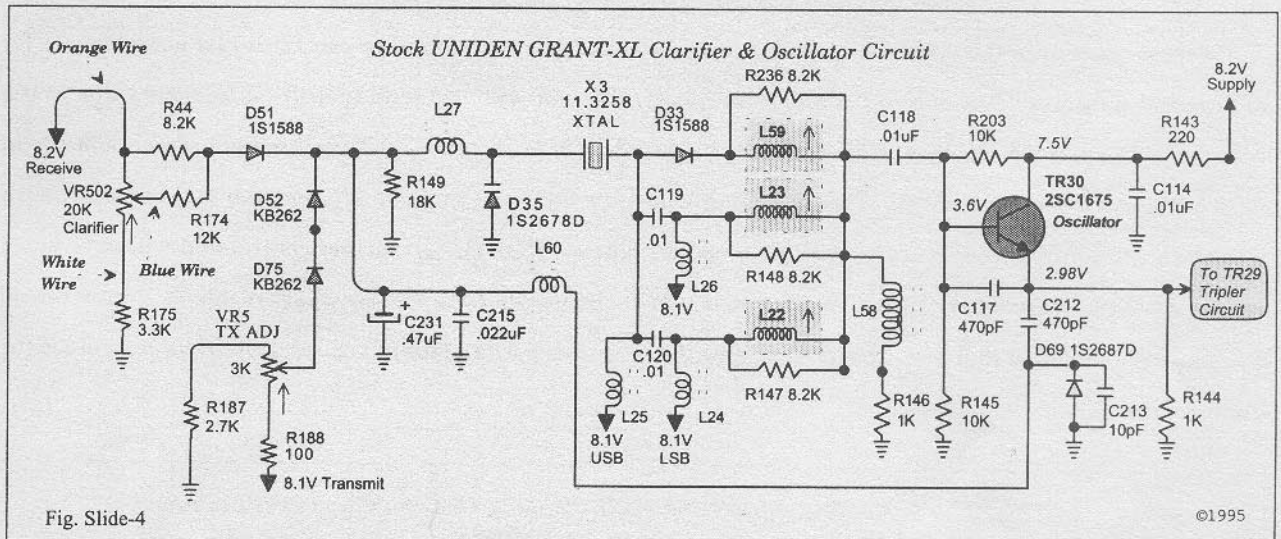 Stock UNIDEN GRANT-XL Clarifier & Oscillator Circuit
Orange Wire
8.2V
Receive
R44
8.2K
D51
1S1588
L27
X3
11.3258
XTAL
D33
1S1588
R236 8.2K
L59
C118
.01uF
R203
10K
7.5V
R143
220
8.2V
Supply
VR502
20K
Clarifier
R174
12K
Blue Wire
White
Wire
R175
3.3K
D52
KB262
D75
KB262
R149
18K
D35
1S2678D
L60
C119
.01
L23
L26
8.1V
R148 8.2K
L58
3.6V
TR30
2SC1675
Oscillator
C114
.01uF
2.98V
To TR29
Tripler
Circuit
VR5
TX ADJ
3K
R187
2.7K
R188
100
8.1V Transmit
C231
.47uF
C215
.022uF
C120
.01
L22
R147 8.2K
L25
L24
8.1V
USB
8.1V
LSB
R146
1K
C117
470pF
C212
470pF
R145
10K
D69 1S2687D
C213
10pF
R144
1K
Fig. Slide-4
©1995